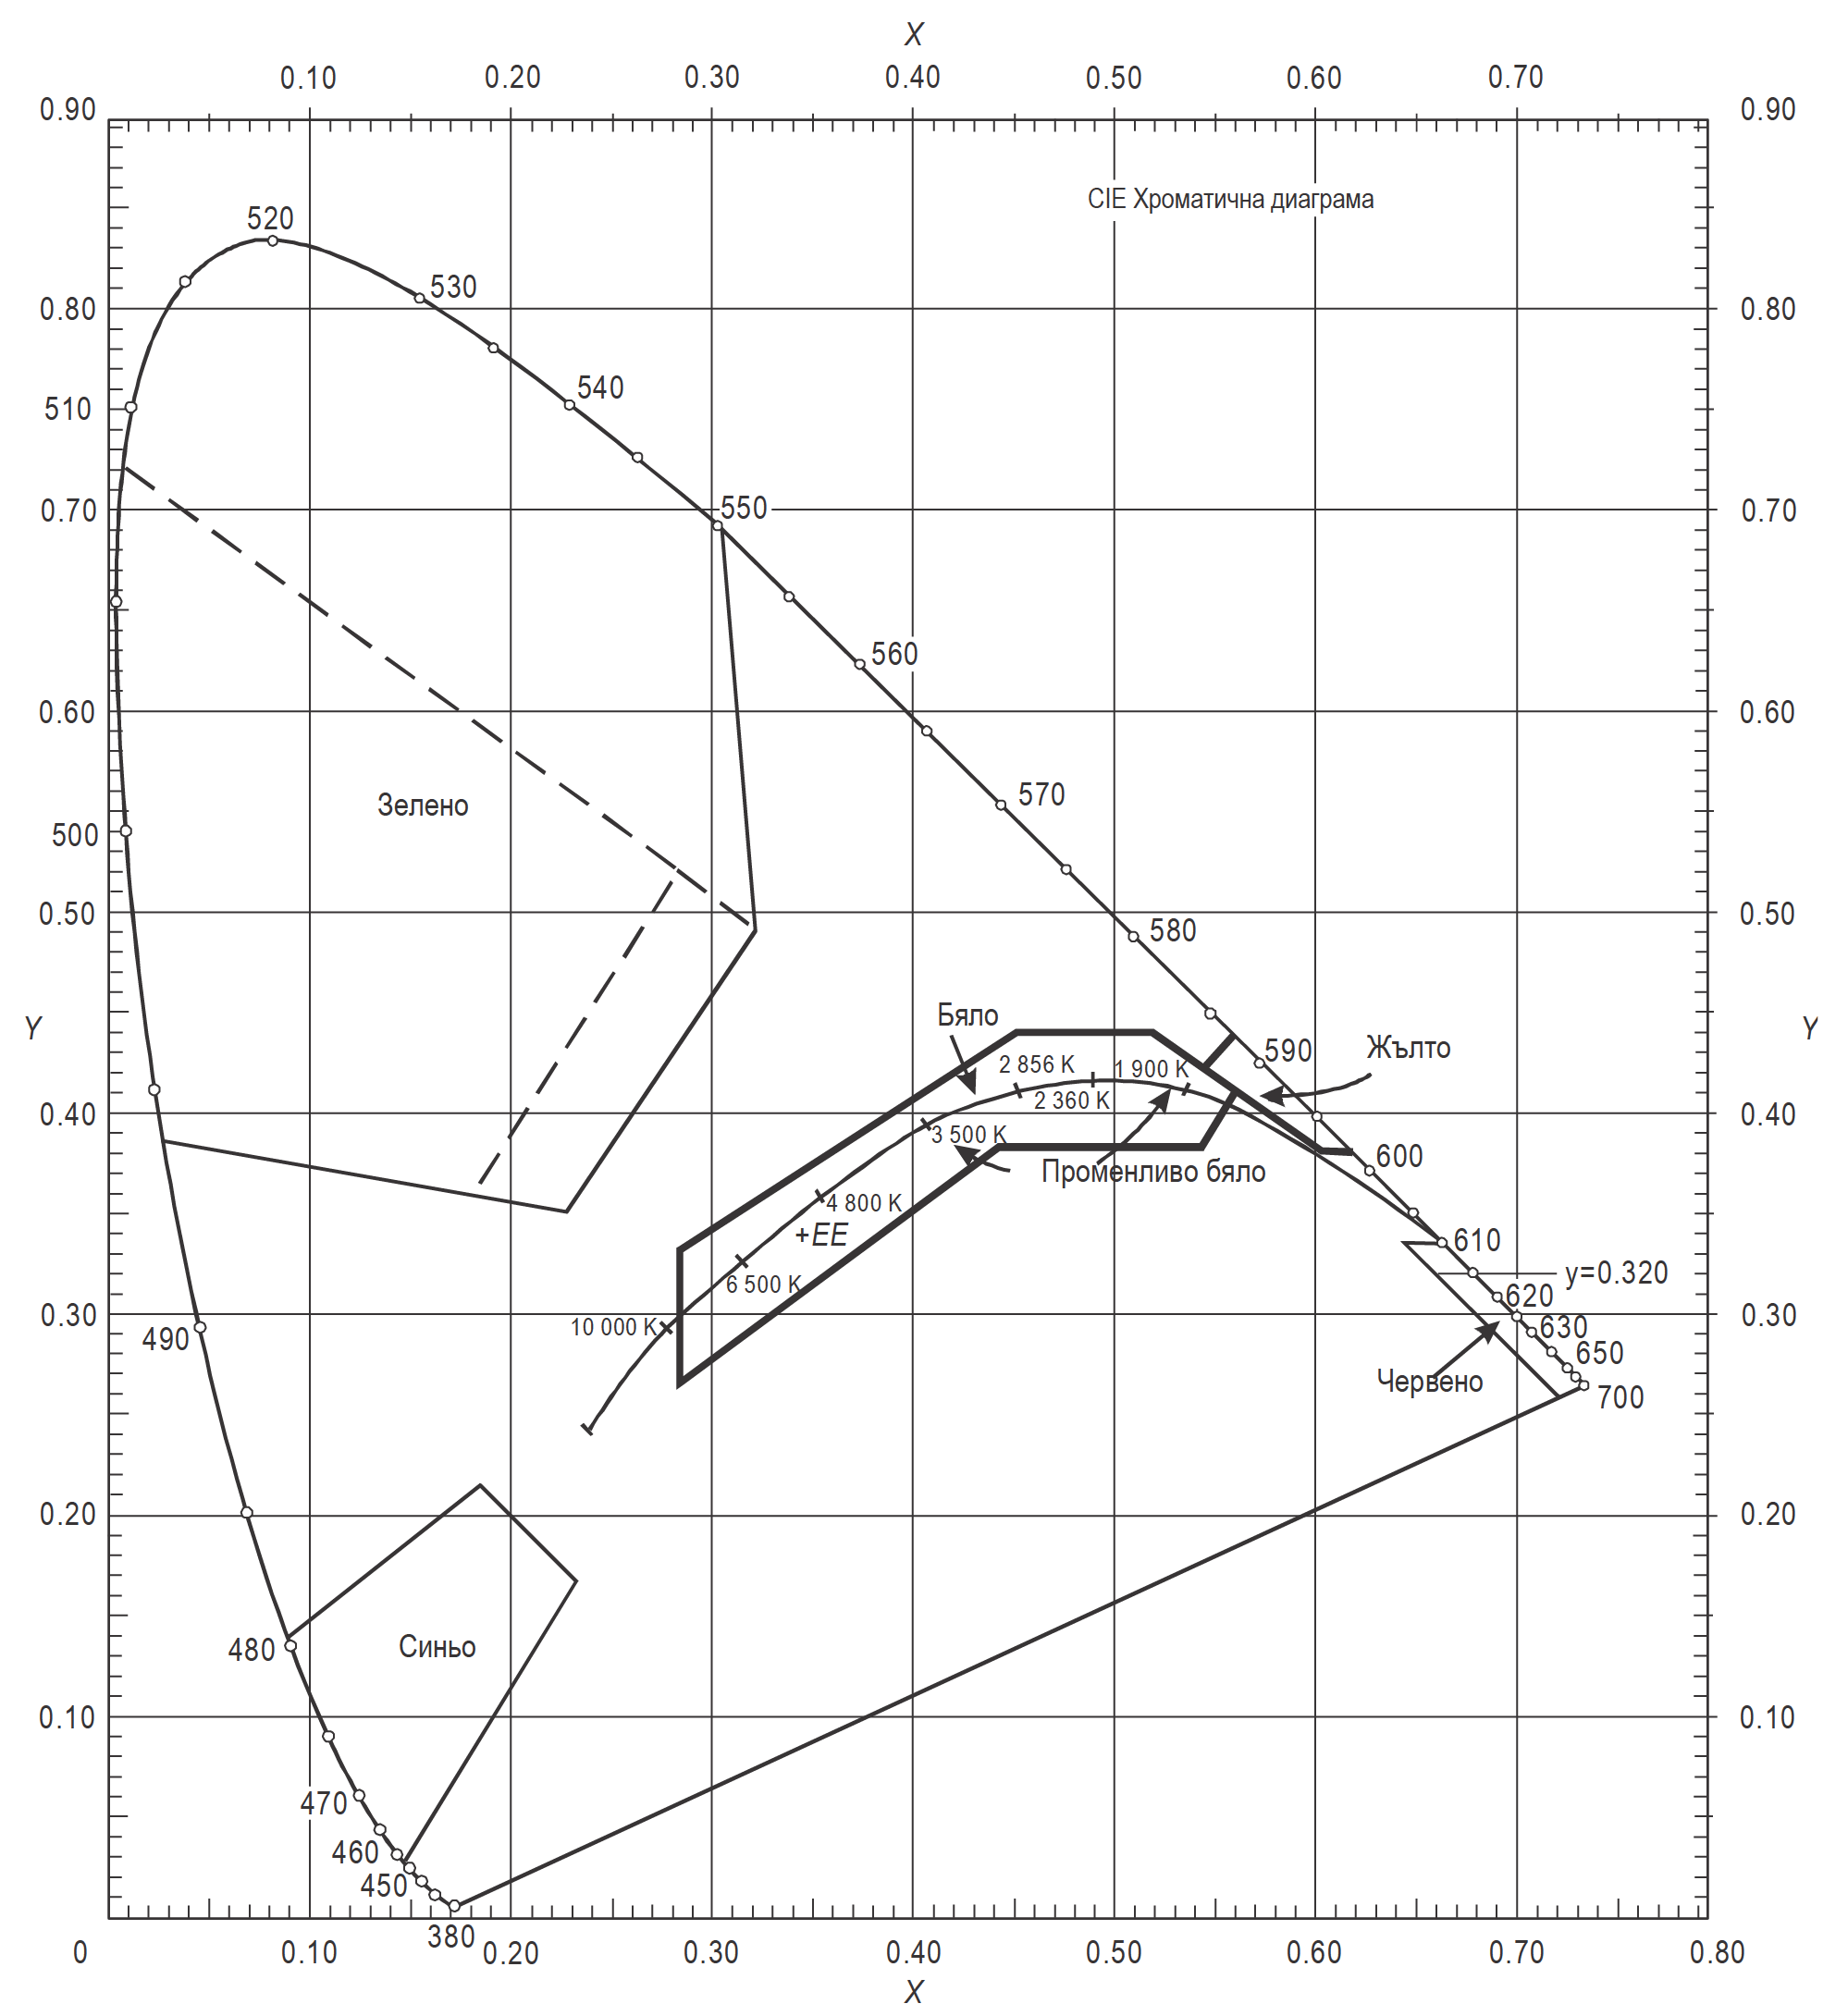 X
0.10 0.20 0.30 0.40 0.50 0.60 0.70
0.90 0.90
CIE Хроматична диаграма
520
530
0.80 0.80
540
510
550
0.70 0.70
560
0.60 0.60
570
Зелено
500
0.50 0.50
580
Бяло
Y Y
590 Жълто
2 856 K 1 900 K
2 360 K
0.40 0.40
3 500 K
600
Променливо бяло
4 800 K
+EE
610
y=0.320
6 500 K
620
0.30 0.30
10 000 K 630
490
650
Червено
700
0.20 0.20
480 Синьо
0.10 0.10
470
460
450
380
0 0.10 0.20 0.30 0.40 0.50 0.60 0.70 0.80
X